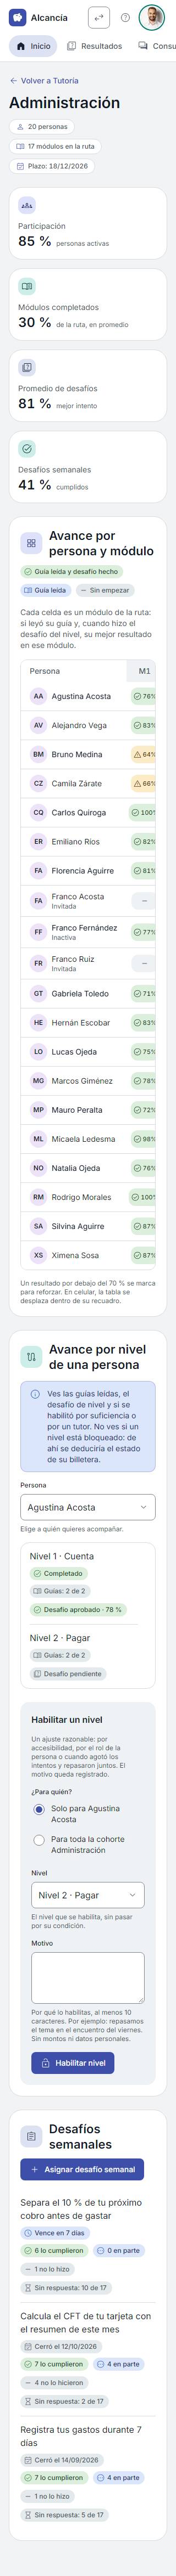 Alcancía
Inicio
Resultados
Consu
Volver a Tutoría
Administración
20 personas
17 módulos en la ruta
Plazo: 18/12/2026
Participación
85 % personas activas
Módulos completados
30 % de la ruta, en promedio
Promedio de desafíos
81 % mejor intento
Desafíos semanales
41 % cumplidos
Avance por
persona y módulo
Guía leída y desafío hecho
Guía leída
Sin empezar
Cada celda es un módulo de la ruta:
si leyó su guía y, cuando hizo el
desafío del nivel, su mejor resultado
en ese módulo.
Persona M1
AA Agustina Acosta 76%
AV Alejandro Vega 83%
BM Bruno Medina 64%
CZ Camila Zárate 66%
CQ Carlos Quiroga 100%
ER Emiliano Ríos 82%
FA Florencia Aguirre 81%
FA Franco Acosta –
Invitada
FF Franco Fernández 77%
Inactiva
FR Franco Ruiz –
Invitada
GT Gabriela Toledo 71%
HE Hernán Escobar 83%
LO Lucas Ojeda 75%
MG Marcos Giménez 78%
MP Mauro Peralta 72%
ML Micaela Ledesma 98%
NO Natalia Ojeda 76%
RM Rodrigo Morales 100%
SA Silvina Aguirre 87%
XS Ximena Sosa 87%
Un resultado por debajo del 70 % se marca
para reforzar. En celular, la tabla se
desplaza dentro de su recuadro.
Avance por nivel
de una persona
Ves las guías leídas, el
desafío de nivel y si se
habilitó por suficiencia o
por un tutor. No ves si un
nivel está bloqueado: de
ahí se deduciría el estado
de su billetera.
Persona
Agustina Acosta
Elige a quién quieres acompañar.
Nivel 1 · Cuenta
Completado
Guías: 2 de 2
Desafío aprobado · 78 %
Nivel 2 · Pagar
Guías: 2 de 2
Desafío pendiente
Habilitar un nivel
Un ajuste razonable: por
accesibilidad, por el rol de la
persona o cuando agotó los
intentos y repasaron juntos. El
motivo queda registrado.
¿Para quién?
Solo para Agustina
Acosta
Para toda la cohorte
Administración
Nivel
Nivel 2 · Pagar
El nivel que se habilita, sin pasar
por su condición.
Motivo
Por qué lo habilitas, al menos 10
caracteres. Por ejemplo: repasamos
el tema en el encuentro del viernes.
Sin montos ni datos personales.
Habilitar nivel
Desafíos
semanales
Asignar desafío semanal
Separa el 10 % de tu próximo
cobro antes de gastar
Vence en 7 días
6 lo cumplieron
0 en parte
1 no lo hizo
Sin respuesta: 10 de 17
Calcula el CFT de tu tarjeta con
el resumen de este mes
Cerró el 12/10/2026
7 lo cumplieron
4 en parte
4 no lo hicieron
Sin respuesta: 2 de 17
Registra tus gastos durante 7
días
Cerró el 14/09/2026
7 lo cumplieron
4 en parte
1 no lo hizo
Sin respuesta: 5 de 17